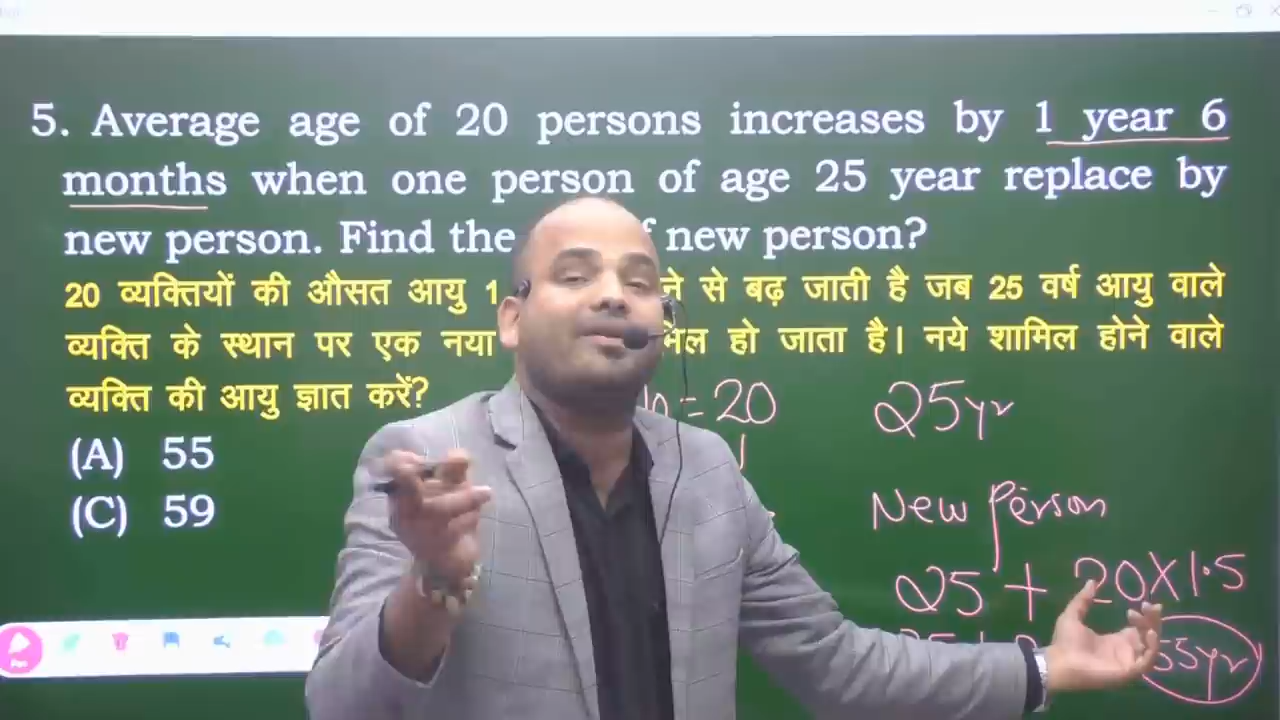 5. Average age of 20 persons increases by 1 year 6
months when one person of age 25 year replace by
new person. Find the new person?
20 व्यक्तियों की औसत आयु 1 से बढ़ जाती है जब 25 वर्ष आयु वाले
व्यक्ति के स्थान पर एक नया हो जाता है। नये शामिल होने वाले
व्यक्ति की आयु ज्ञात करें?
(A) 55
(C) 59
= 20
25yr
New Person
25 + 20X1.5
55yr